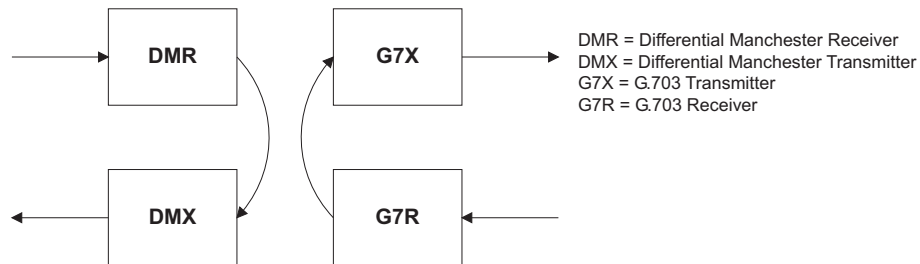 DMR
G7X
DMR = Differential Manchester Receiver
DMX = Differential Manchester Transmitter
G7X = G.703 Transmitter
G7R = G.703 Receiver
DMX
G7R